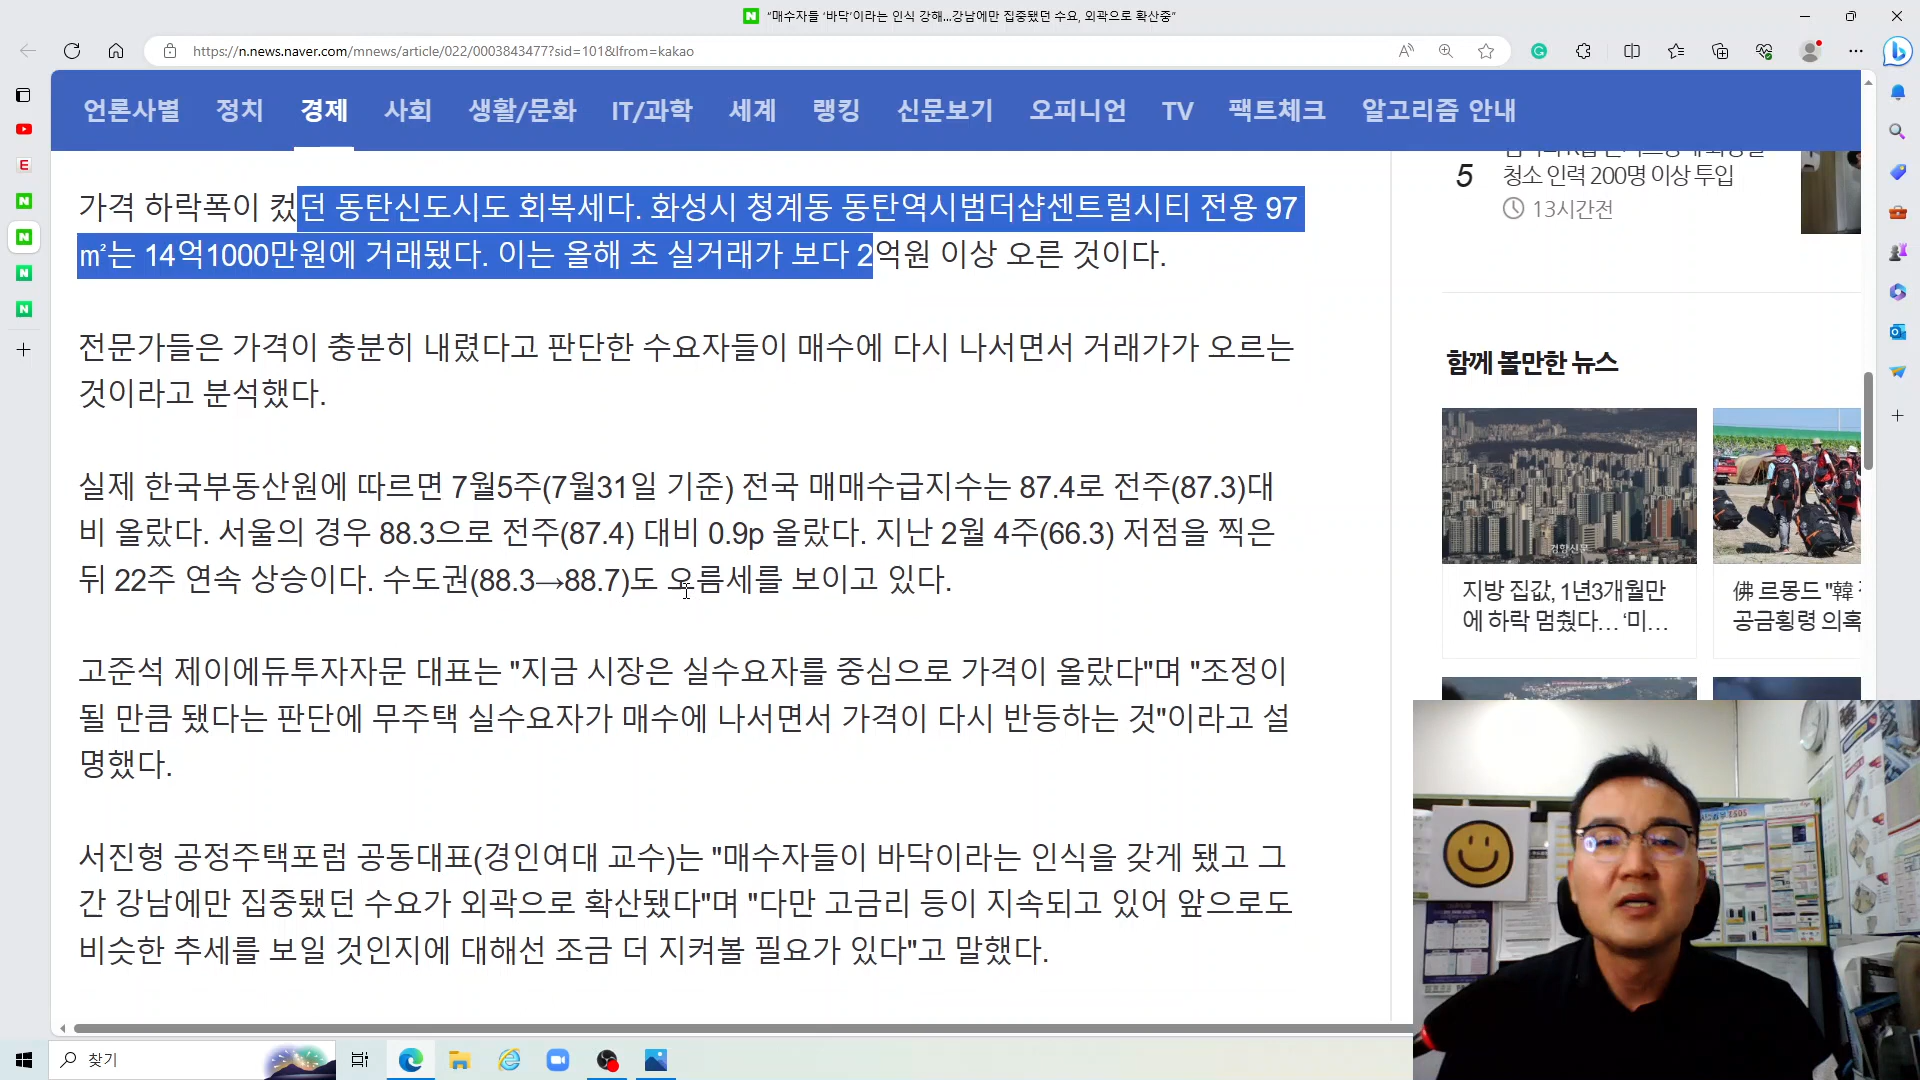 "매수자들 '바닥'이라는 인식 강해...강남에만 집중됐던 수요, 외곽으로 확산중"
https://n.news.naver.com/mnews/article/022/0003843477?sid=101&lfrom=kakao
언론사별 정치 경제 사회 생활/문화 IT/과학 세계 랭킹 신문보기 오피니언 TV 팩트체크 알고리즘 안내
가격 하락폭이 컸던 동탄신도시도 회복세다. 화성시 청계동 동탄역시범더샵센트럴시티 전용 97
㎡는 14억1000만원에 거래됐다. 이는 올해 초 실거래가 보다 2억원 이상 오른 것이다.
전문가들은 가격이 충분히 내렸다고 판단한 수요자들이 매수에 다시 나서면서 거래가가 오르는
것이라고 분석했다.
실제 한국부동산원에 따르면 7월5주(7월31일 기준) 전국 매매수급지수는 87.4로 전주(87.3)대
비 올랐다. 서울의 경우 88.3으로 전주(87.4) 대비 0.9p 올랐다. 지난 2월 4주(66.3) 저점을 찍은
뒤 22주 연속 상승이다. 수도권(88.3→88.7)도 오름세를 보이고 있다.
고준석 제이에듀투자자문 대표는 "지금 시장은 실수요자를 중심으로 가격이 올랐다"며 "조정이
될 만큼 됐다는 판단에 무주택 실수요자가 매수에 나서면서 가격이 다시 반등하는 것"이라고 설
명했다.
서진형 공정주택포럼 공동대표(경인여대 교수)는 "매수자들이 바닥이라는 인식을 갖게 됐고 그
간 강남에만 집중됐던 수요가 외곽으로 확산됐다"며 "다만 고금리 등이 지속되고 있어 앞으로도
비슷한 추세를 보일 것인지에 대해선 조금 더 지켜볼 필요가 있다"고 말했다.
5
청소 인력 200명 이상 투입
13시간전
함께 볼만한 뉴스
경향신문
지방 집값, 1년3개월만
에 하락 멈췄다... '미...
佛 르몽드 "韓
공금횡령 의혹
찾기